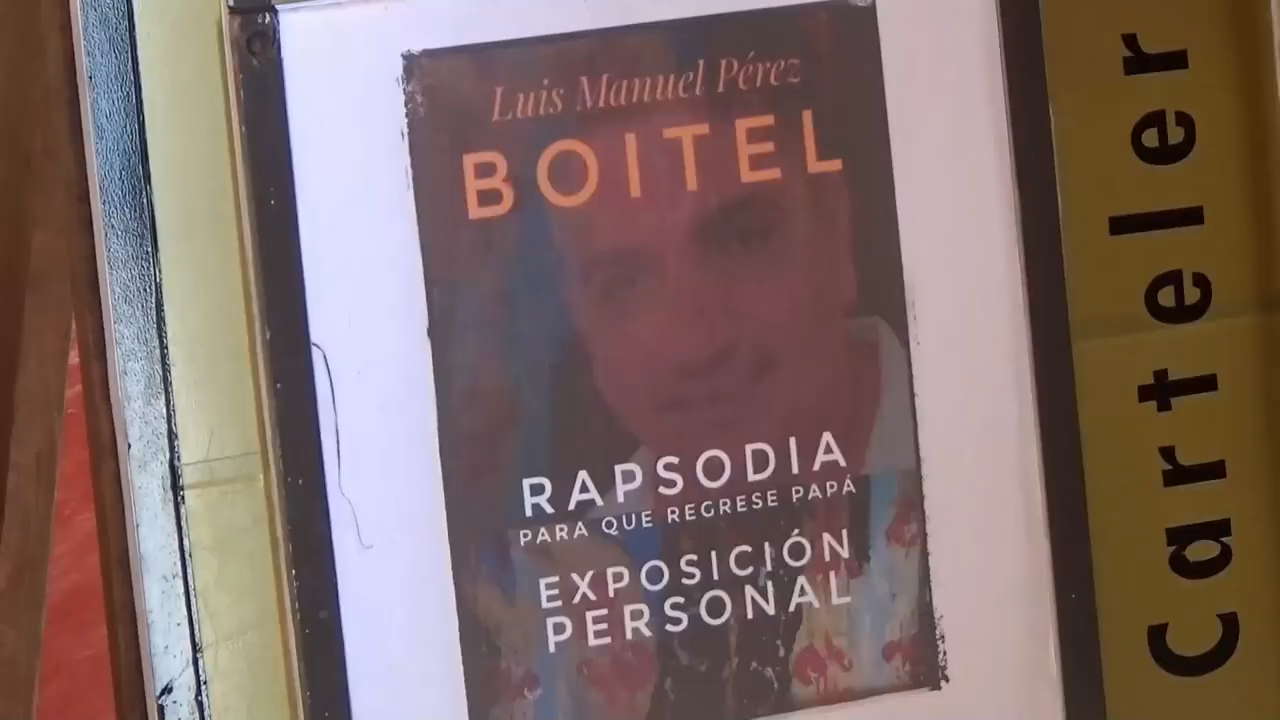 Luis Manuel Pérez
BOITEL
RAPSODIA
PARA QUE REGRESE PAPÁ
EXPOSICIÓN
PERSONAL
Carteler